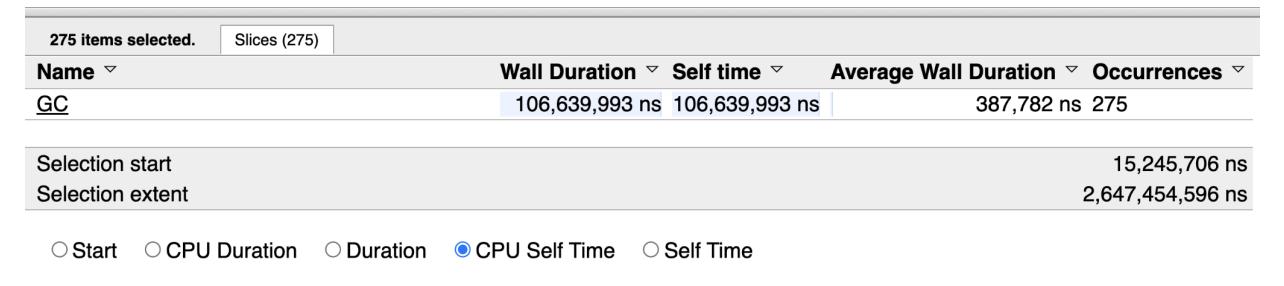 275 items selected. Slices (275)
Name Wall Duration Self time Average Wall Duration Occurrences
GC 106,639,993 ns 106,639,993 ns 387,782 ns 275
Selection start 15,245,706 ns
Selection extent 2,647,454,596 ns
Start CPU Duration Duration CPU Self Time Self Time